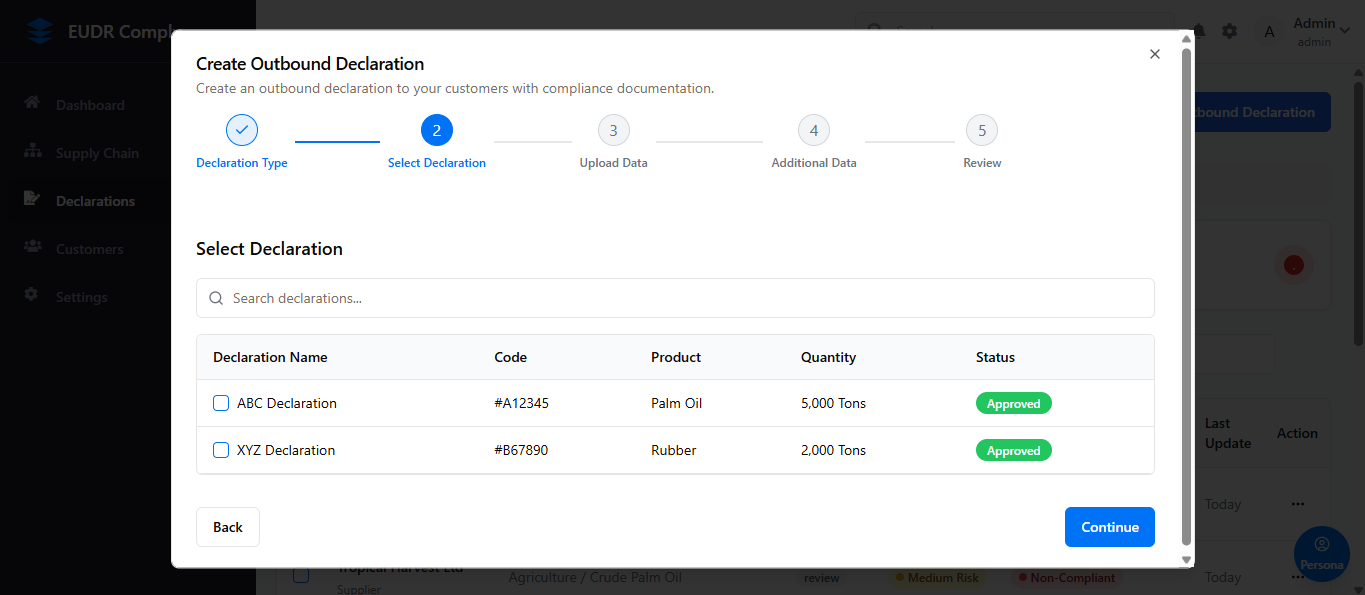 EUDR Compl
Admin
admin
A
Dashboard
Supply Chain
Declarations
Customers
Settings
bound Declaration
Create Outbound Declaration
Create an outbound declaration to your customers with compliance documentation.
2 3 4 5
Declaration Type Select Declaration Upload Data Additional Data Review
Select Declaration
Search declarations...
Declaration Name Code Product Quantity Status
ABC Declaration #A12345 Palm Oil 5,000 Tons Approved
XYZ Declaration #B67890 Rubber 2,000 Tons Approved
Back Continue
Last
Update
Action
Today
Persona
Tropical Harvest Ltd
Supplier
Agriculture / Crude Palm Oil review Medium Risk Non-Compliant Today